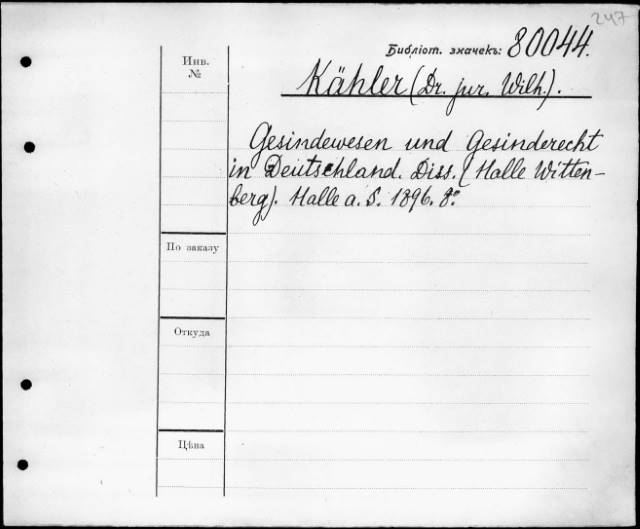 247
Библіот. значекъ: 80044.
Инв.
№
Kähler (Dr. jur. Wilh.).
Gesindewesen und Gesinderecht
in Deutschland. Diss. (Halle Witten-
berg). Halle a. S. 1896. 8º
По заказу
Откуда
Цѣна